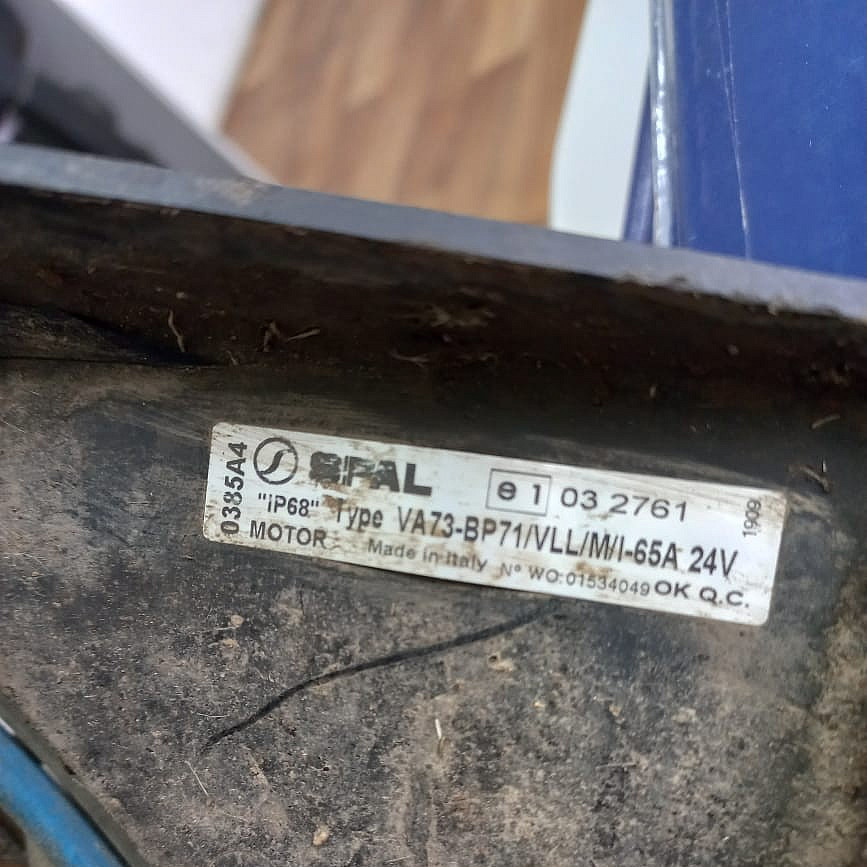 0385A4
SPAL e 1 03 2761
"IP68" Type VA73-BP71/VLL/M/I-65A 24V
MOTOR Made in Italy N° WO:01534049 OK Q.C.
1909